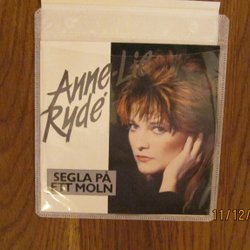 Anne-Lie
Rydé
SEGLA PÅ
ETT MOLN
11/12/